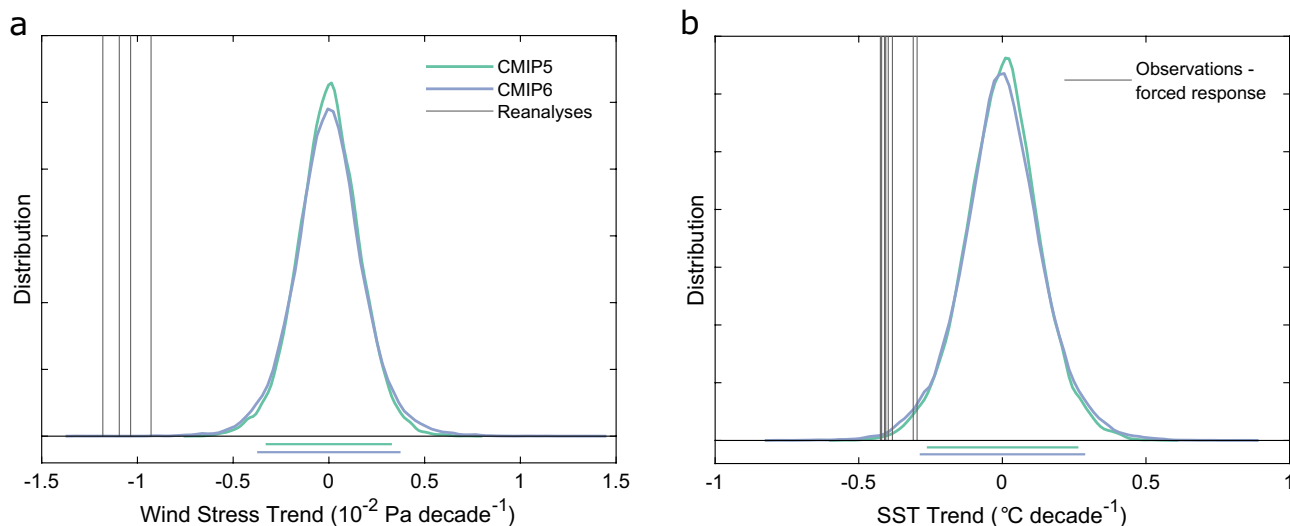 a
CMIP5
CMIP6
Reanalyses
Distribution
-1.5 -1 -0.5 0 0.5 1 1.5
Wind Stress Trend (10⁻² Pa decade⁻¹)
b
Observations -
forced response
Distribution
-1 -0.5 0 0.5 1
SST Trend (°C decade⁻¹)